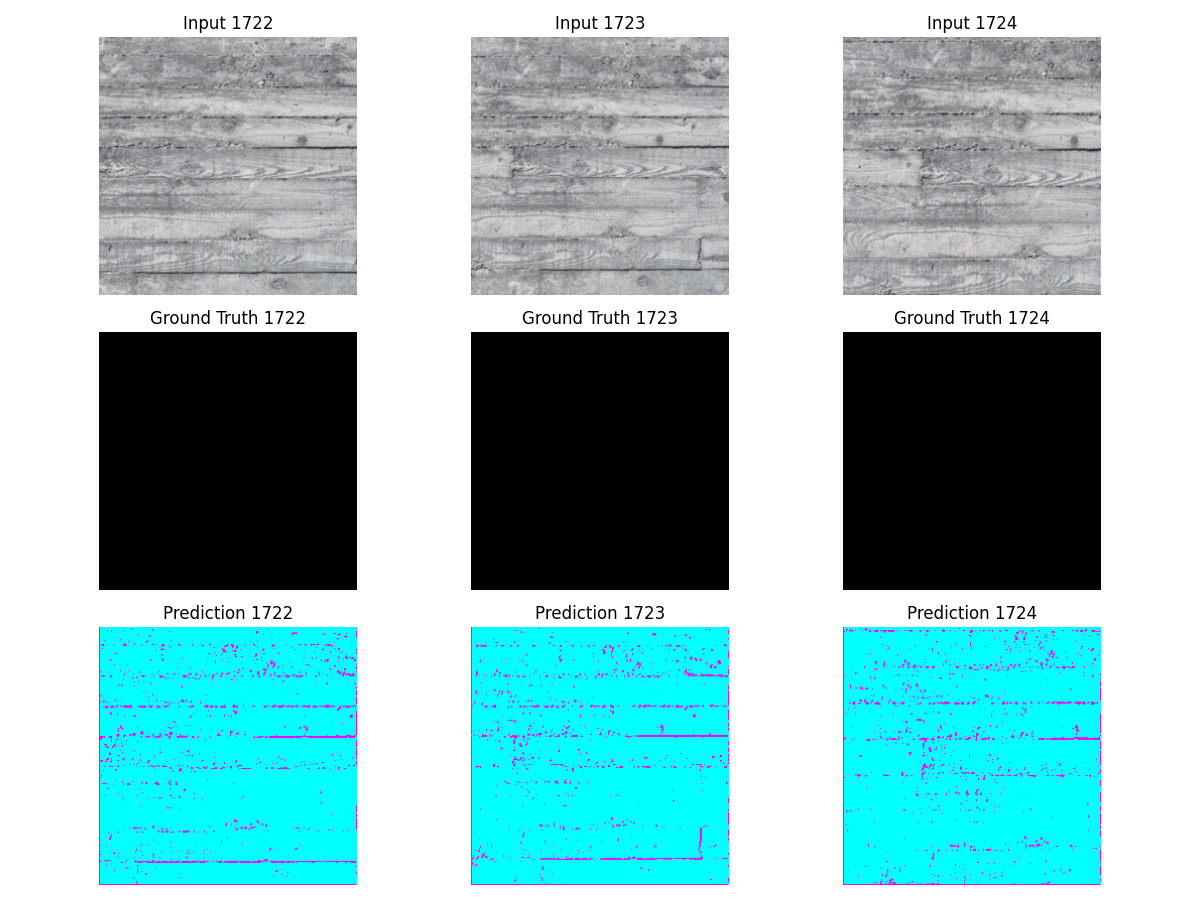 Input 1722
Input 1723
Input 1724
Ground Truth 1722
Ground Truth 1723
Ground Truth 1724
Prediction 1722
Prediction 1723
Prediction 1724